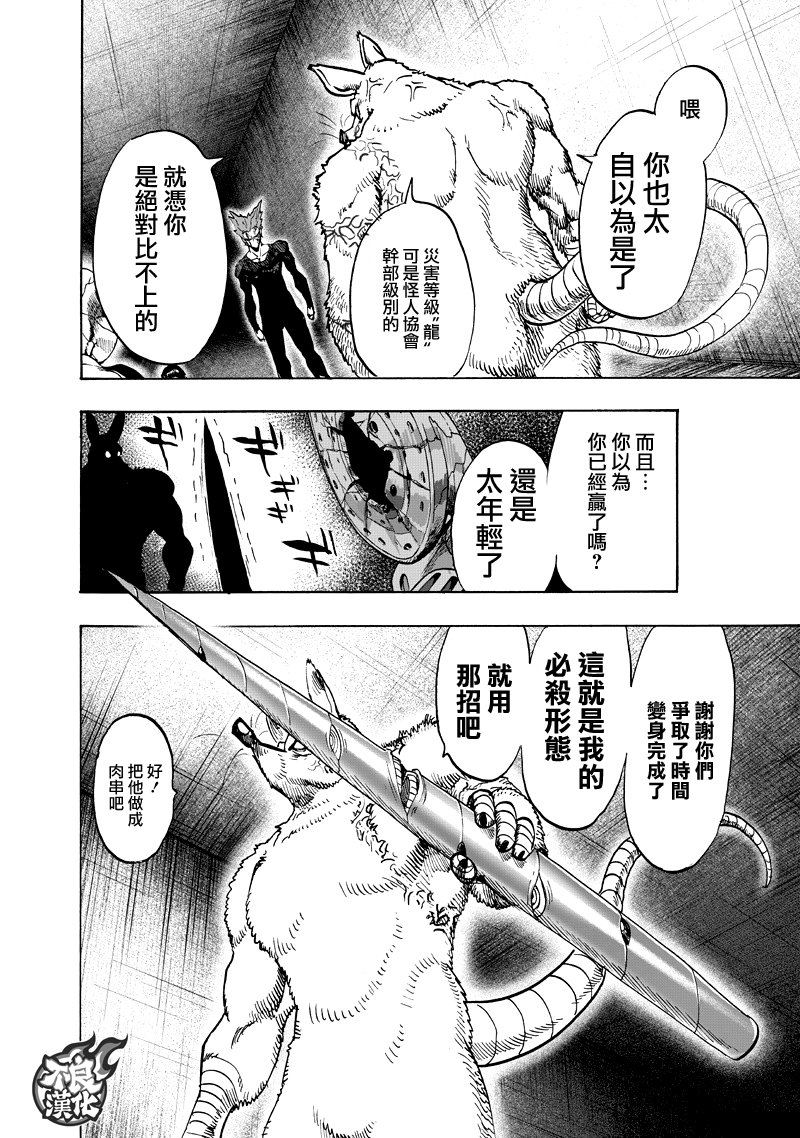 喂
你也太
自以為是了
災害等級"龍"
可是怪人協會
幹部級別的
就憑你
是絕對比不上的
而且…
你以為
你已經贏了嗎？
還是
太年輕了
ギギ
ギギ
謝謝你們
爭取了時間
變身完成了
這就是我的
必殺形態
就用
那招吧
好！
把他做成
肉串吧
狼
漢化